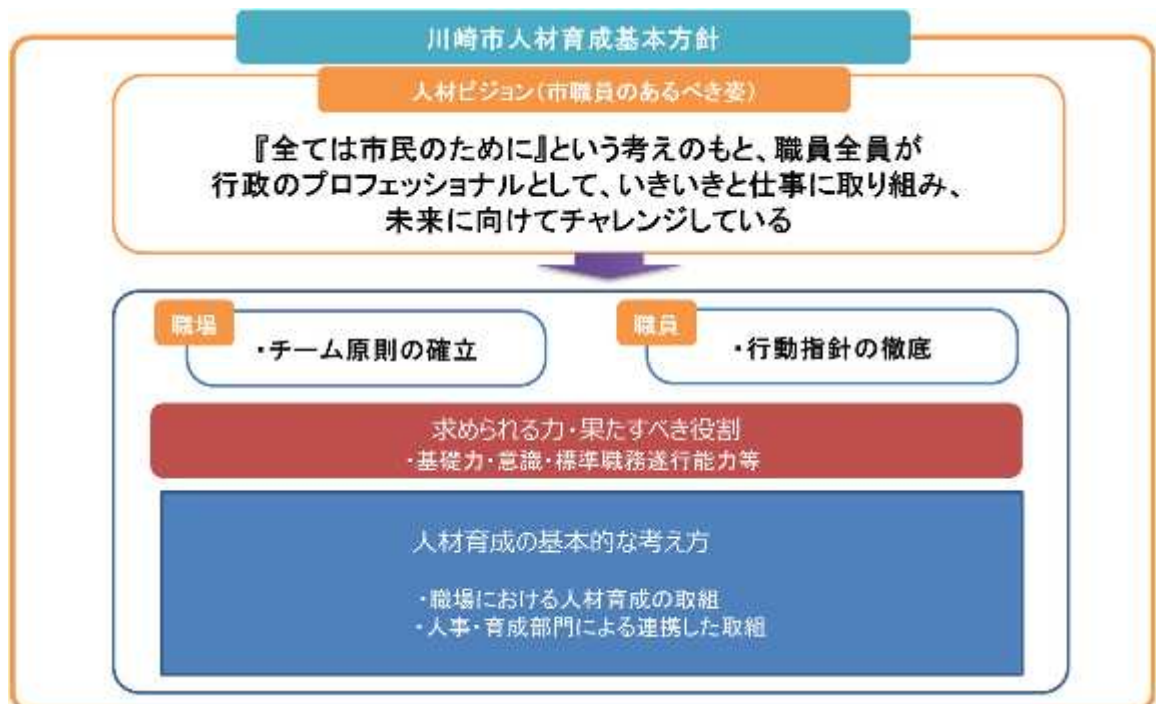 川崎市人材育成基本方針
人材ビジョン(市職員のあるべき姿)
『全ては市民のために』という考えのもと、職員全員が
行政のプロフェッショナルとして、いきいきと仕事に取り組み、
未来に向けてチャレンジしている
職場
・チーム原則の確立
職員
・行動指針の徹底
求められる力・果たすべき役割
・基礎力・意識・標準職務遂行能力等
人材育成の基本的な考え方
・職場における人材育成の取組
・人事・育成部門による連携した取組